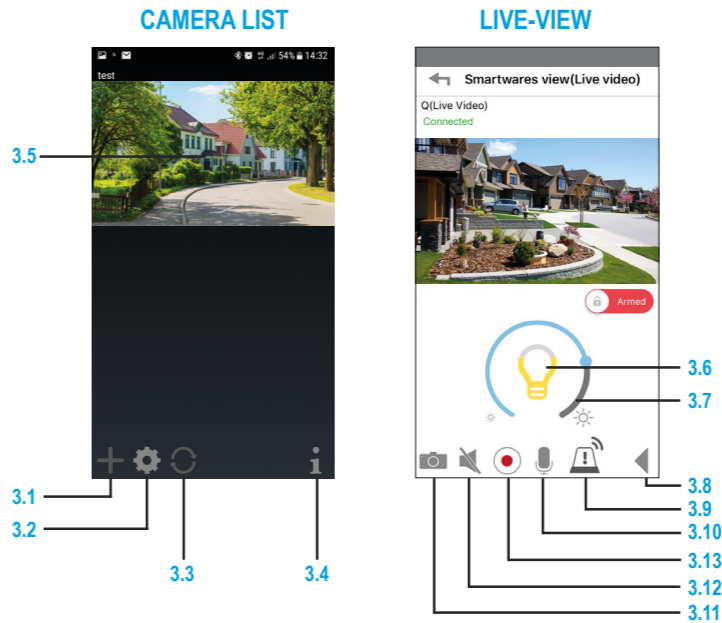 CAMERA LIST
LIVE-VIEW
54% 14:32
test
3.5
3.1
3.2
3.3
3.4
Smartwares view(Live video)
Q(Live Video)
Connected
Armed
3.6
3.7
3.8
3.9
3.10
3.13
3.12
3.11